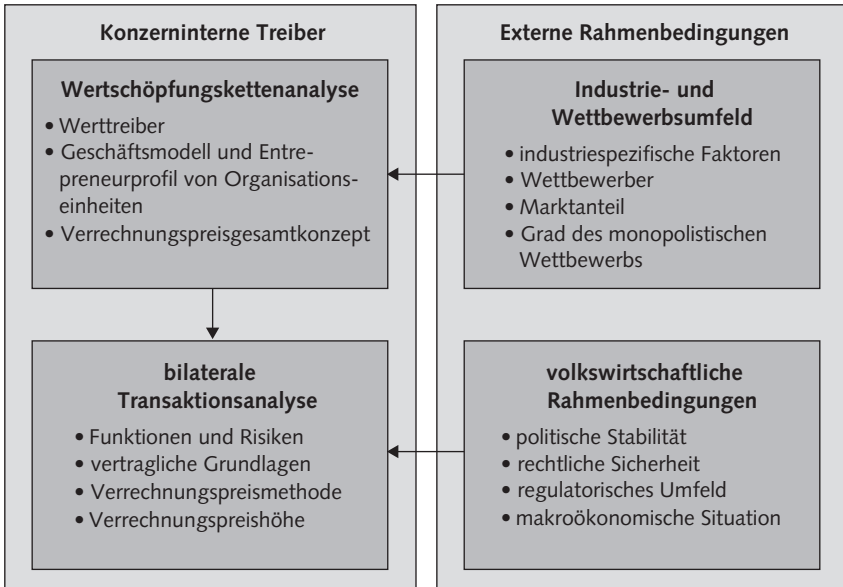 Konzerninterne Treiber
Wertschöpfungskettenanalyse
• Werttreiber
• Geschäftsmodell und Entre-
preneurprofil von Organisations-
einheiten
• Verrechnungspreisgesamtkonzept
bilaterale
Transaktionsanalyse
• Funktionen und Risiken
• vertragliche Grundlagen
• Verrechnungspreismethode
• Verrechnungspreishöhe
Externe Rahmenbedingungen
Industrie- und
Wettbewerbsumfeld
• industriespezifische Faktoren
• Wettbewerber
• Marktanteil
• Grad des monopolistischen
Wettbewerbs
volkswirtschaftliche
Rahmenbedingungen
• politische Stabilität
• rechtliche Sicherheit
• regulatorisches Umfeld
• makroökonomische Situation